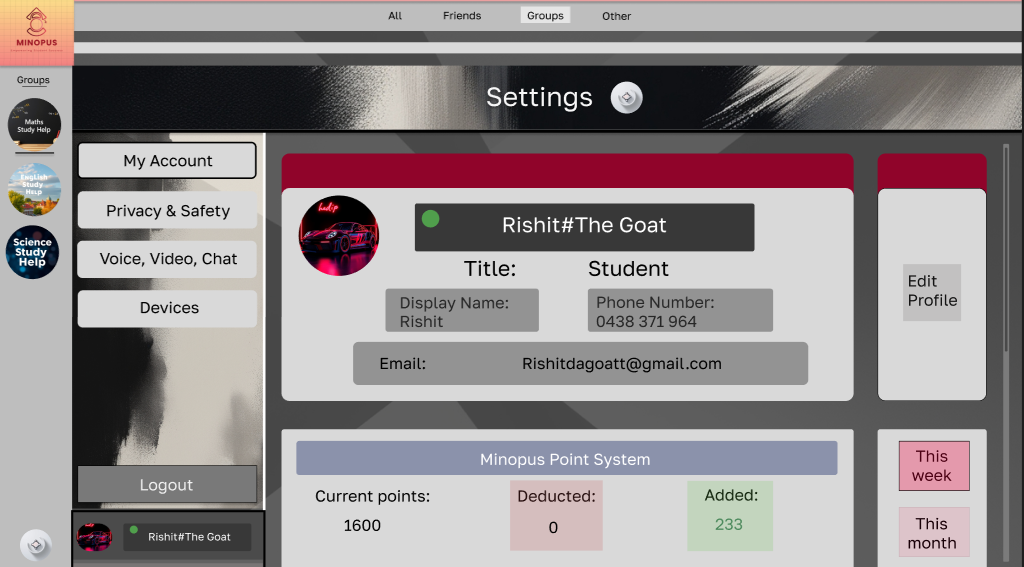 All
Friends
Groups
Other
MINOPUS
Groups
Maths
Study Help
English
Study
Help
Science
Study
Help
Settings
My Account
Privacy & Safety
Voice, Video, Chat
Devices
Logout
Rishit#The Goat
Rishit#The Goat
Title:
Student
Display Name:
Rishit
Phone Number:
0438 371 964
Email:
Rishitdagoatt@gmail.com
Edit
Profile
Minopus Point System
Current points:
1600
Deducted:
0
Added:
233
This
week
This
month